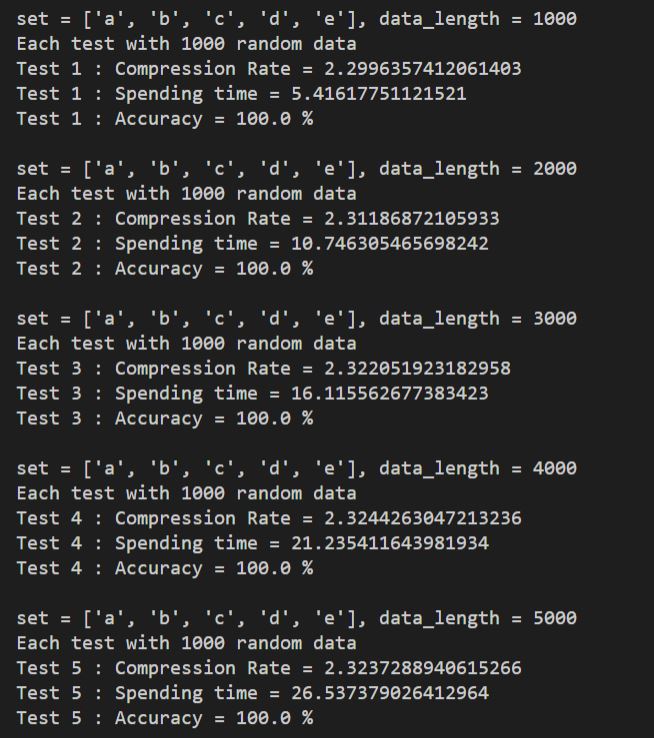 set = ['a', 'b', 'c', 'd', 'e'], data_length = 1000
Each test with 1000 random data
Test 1 : Compression Rate = 2.2996357412061403
Test 1 : Spending time = 5.41617751121521
Test 1 : Accuracy = 100.0 %
set = ['a', 'b', 'c', 'd', 'e'], data_length = 2000
Each test with 1000 random data
Test 2 : Compression Rate = 2.31186872105933
Test 2 : Spending time = 10.746305465698242
Test 2 : Accuracy = 100.0 %
set = ['a', 'b', 'c', 'd', 'e'], data_length = 3000
Each test with 1000 random data
Test 3 : Compression Rate = 2.322051923182958
Test 3 : Spending time = 16.115562677383423
Test 3 : Accuracy = 100.0 %
set = ['a', 'b', 'c', 'd', 'e'], data_length = 4000
Each test with 1000 random data
Test 4 : Compression Rate = 2.3244263047213236
Test 4 : Spending time = 21.235411643981934
Test 4 : Accuracy = 100.0 %
set = ['a', 'b', 'c', 'd', 'e'], data_length = 5000
Each test with 1000 random data
Test 5 : Compression Rate = 2.3237288940615266
Test 5 : Spending time = 26.537379026412964
Test 5 : Accuracy = 100.0 %